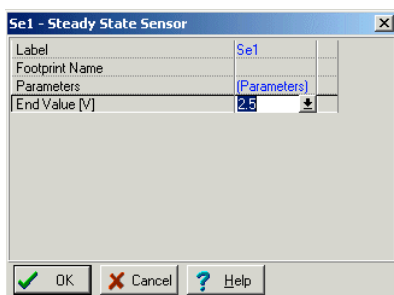 Se1 - Steady State Sensor
Label Se1
Footprint Name
Parameters (Parameters)
End Value [V] 2.5
OK Cancel ? Help